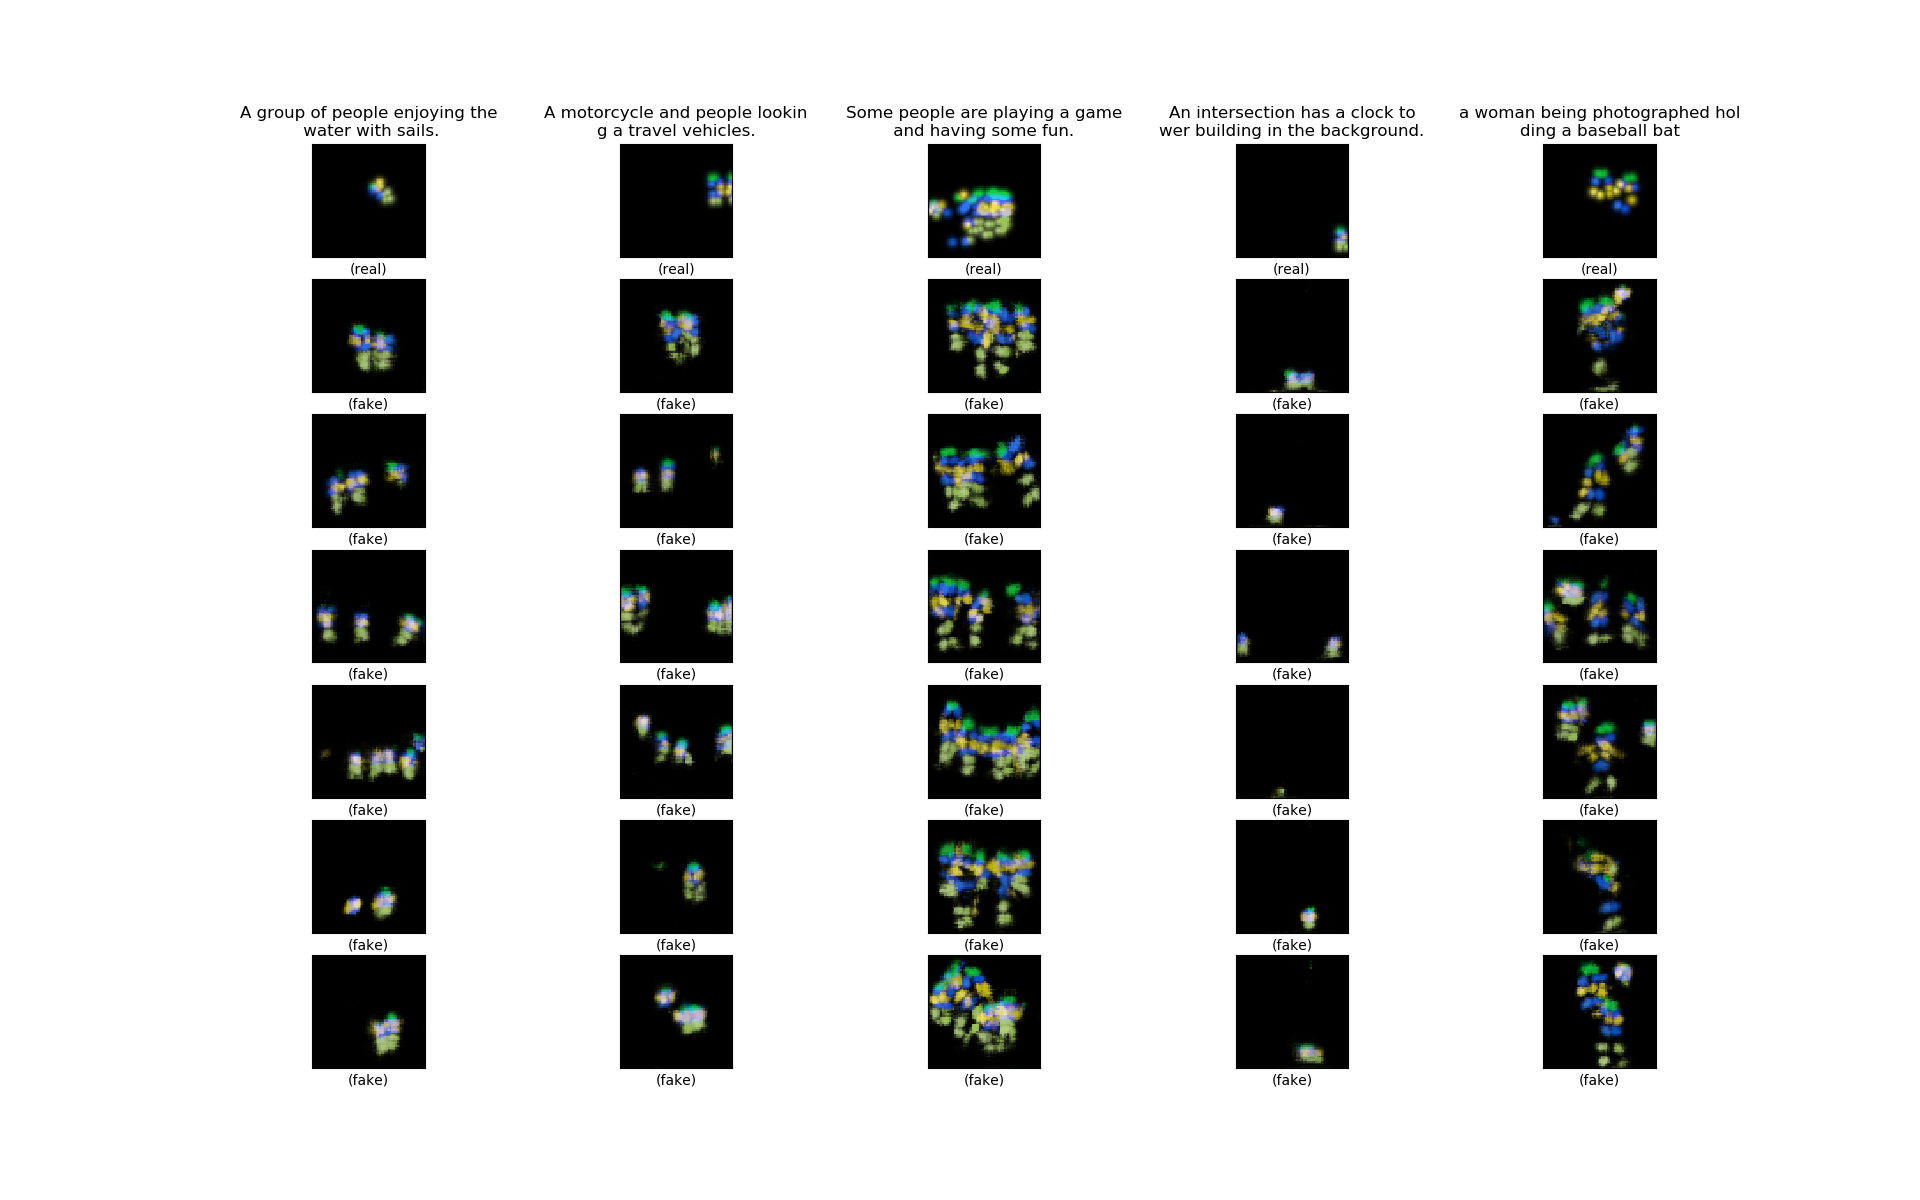 A group of people enjoying the
water with sails.
A motorcycle and people lookin
g a travel vehicles.
Some people are playing a game
and having some fun.
An intersection has a clock to
wer building in the background.
a woman being photographed hol
ding a baseball bat
(real) (real) (real) (real) (real)
(fake) (fake) (fake) (fake) (fake)
(fake) (fake) (fake) (fake) (fake)
(fake) (fake) (fake) (fake) (fake)
(fake) (fake) (fake) (fake) (fake)
(fake) (fake) (fake) (fake) (fake)
(fake) (fake) (fake) (fake) (fake)